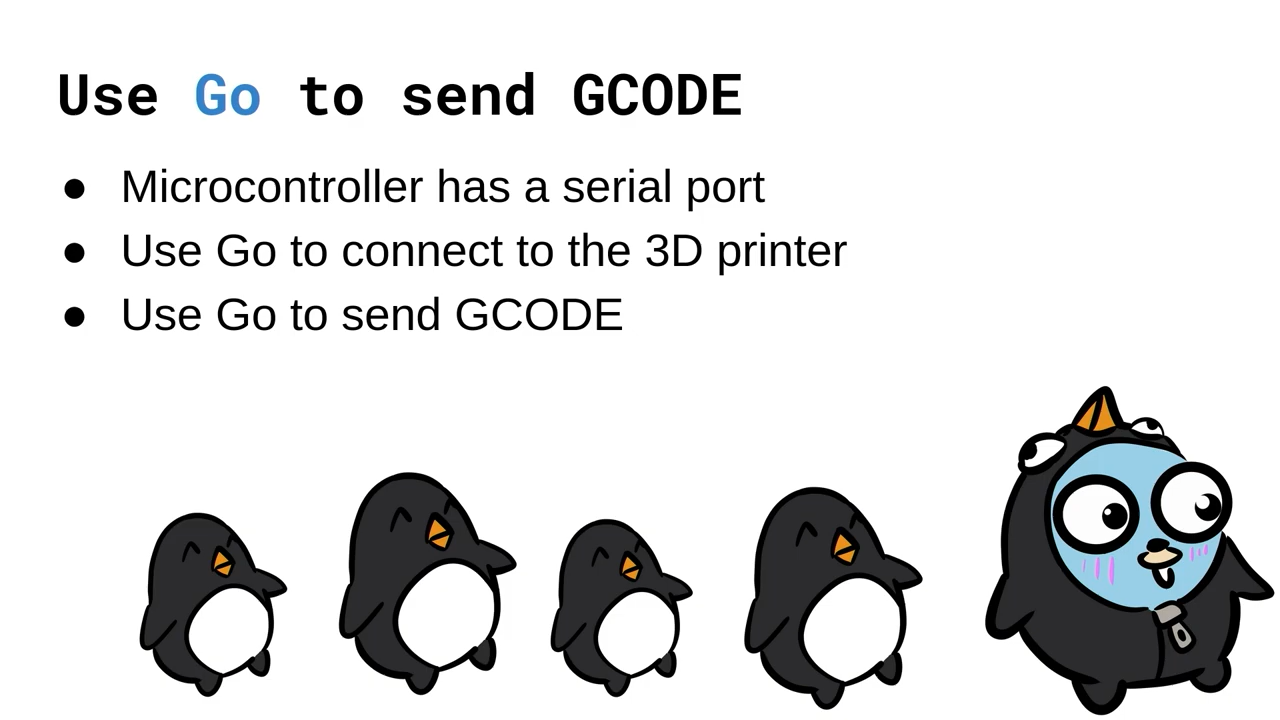 Use Go to send GCODE
● Microcontroller has a serial port
● Use Go to connect to the 3D printer
● Use Go to send GCODE